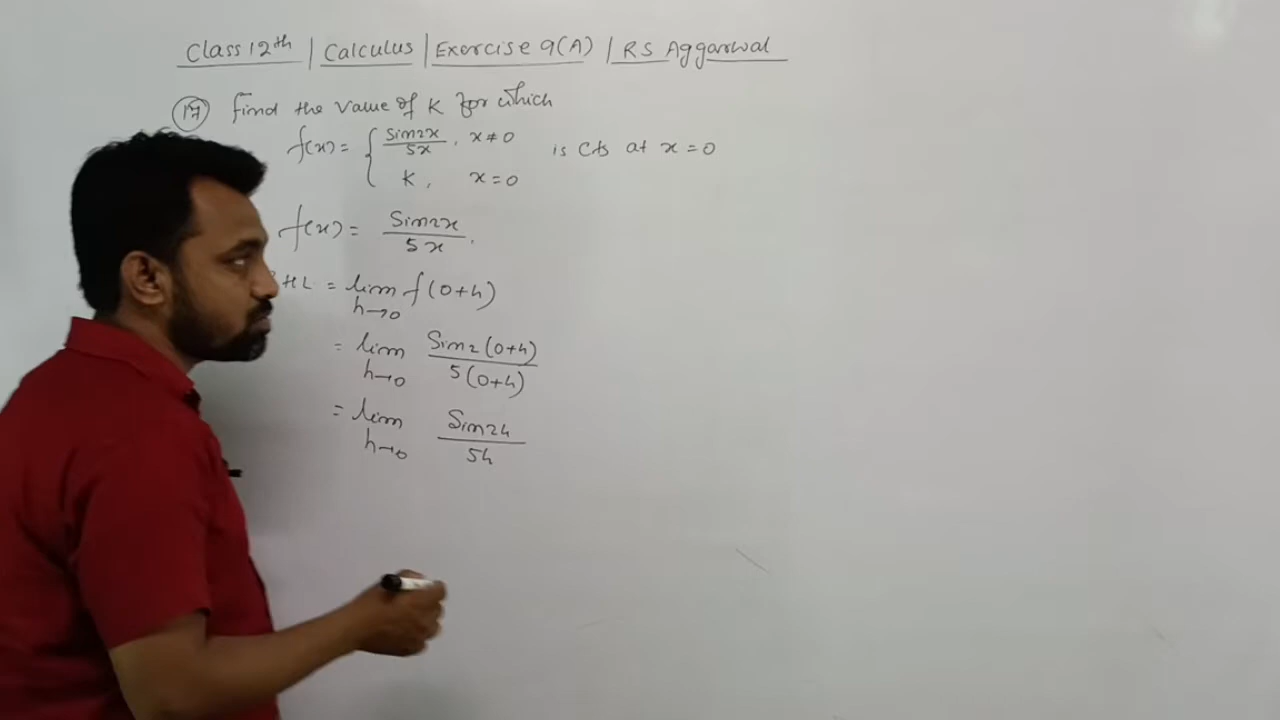 Class 12th | Calculus | Exercise 9(A) | RS Aggarwal
17 Find the value of K for which
f(x) = { sin2x / 5x , x ≠ 0 is Cts at x = 0
K, x = 0
f(x) = sin2x / 5x .
HL = lim h→0 f(0+h)
= lim h→0 Sin2(0+h) / 5(0+h)
= lim h→0 Sin2h / 5h